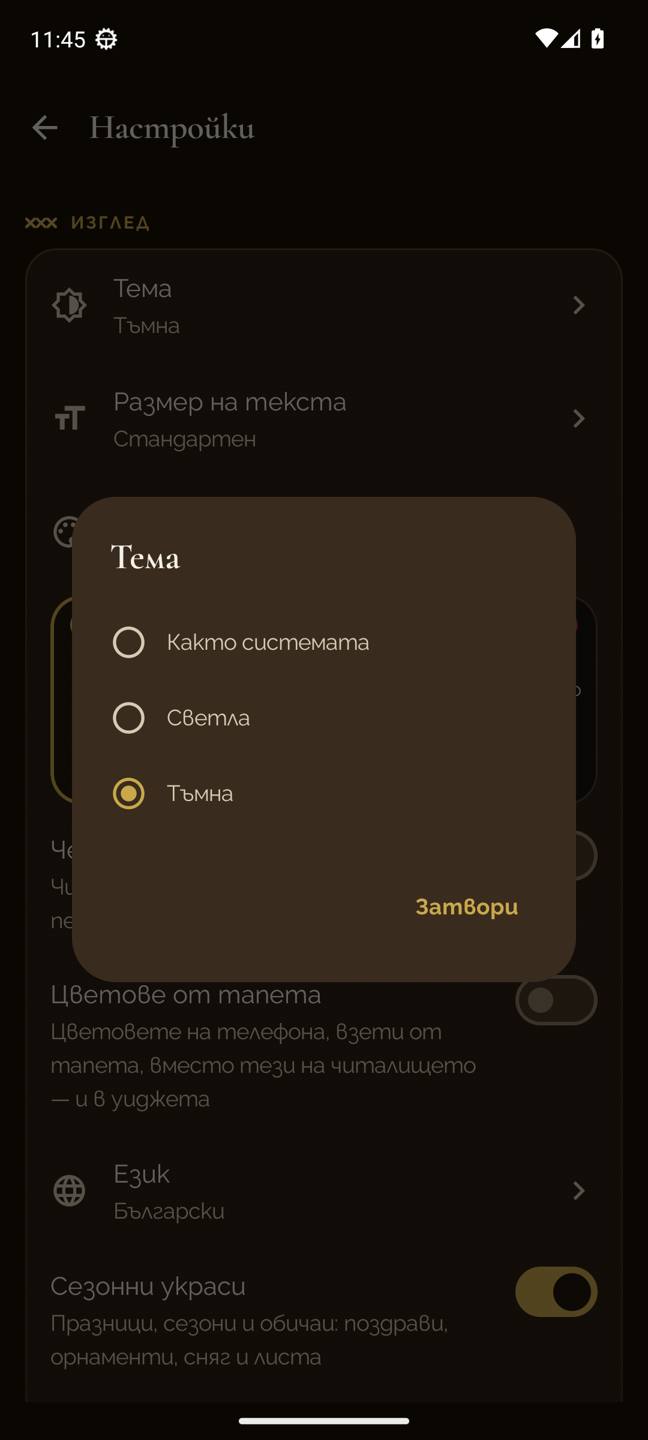 11:45
Настройки
ИЗГЛЕД
Тема
Тъмна
Размер на текста
Стандартен
Тема
Както системата
Светла
Тъмна
Затвори
Цветове от тапета
Цветовете на телефона, взети от
тапета, вместо тези на читалището
— и в уиджета
Език
Български
Сезонни украси
Празници, сезони и обичаи: поздрави,
орнаменти, сняг и листа